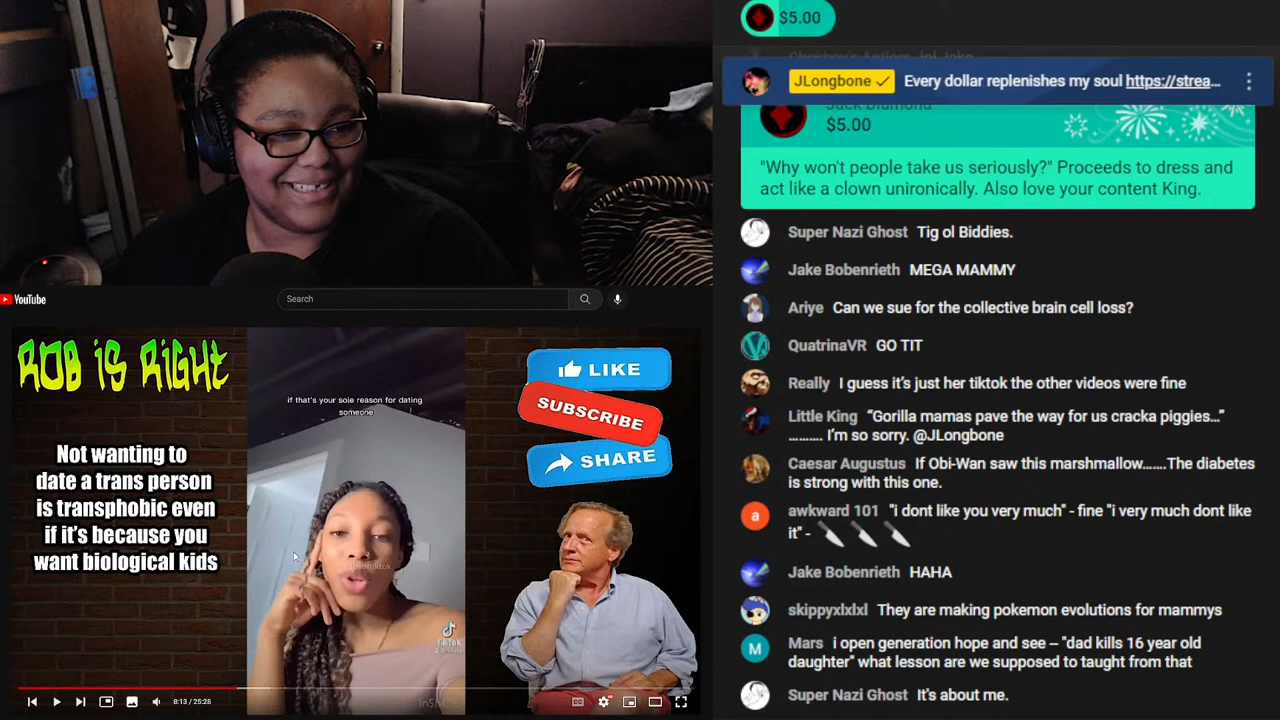 $5.00
JLongbone Every dollar replenishes my soul https://strea...
Jack Diamond
$5.00
"Why won't people take us seriously?" Proceeds to dress and
act like a clown unironically. Also love your content King.
Super Nazi Ghost Tig ol Biddies.
Jake Bobenrieth MEGA MAMMY
Ariye Can we sue for the collective brain cell loss?
QuatrinaVR GO TIT
Really I guess it's just her tiktok the other videos were fine
Little King “Gorilla mamas pave the way for us cracka piggies…”
………. I’m so sorry. @JLongbone
Caesar Augustus If Obi-Wan saw this marshmallow…….The diabetes
is strong with this one.
a
awkward 101 "i dont like you very much" - fine "i very much dont like
it" -
Jake Bobenrieth HAHA
skippyxlxlxl They are making pokemon evolutions for mammys
M
Mars i open generation hope and see -- "dad kills 16 year old
daughter" what lesson are we supposed to taught from that
Super Nazi Ghost It's about me.
YouTube
Search
ROB iS RiGHT
Not wanting to
date a trans person
is transphobic even
if it's because you
want biological kids
if that's your sole reason for dating
someone
TikTok
InShot
LIKE
SUBSCRIBE
SHARE
8:13 / 25:28